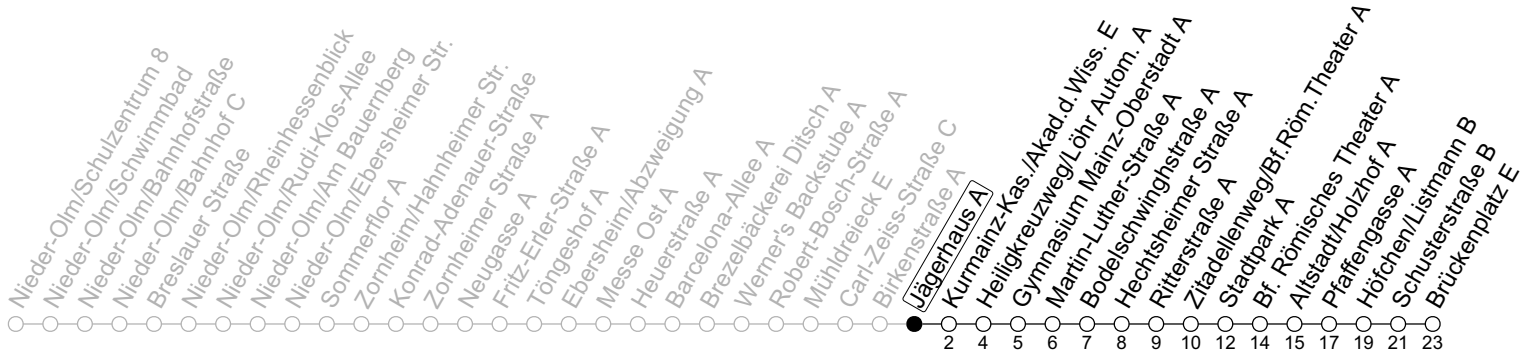 Nieder-Olm/Schulzentrum 8
Nieder-Olm/Schwimmbad
Nieder-Olm/Bahnhofstraße
Nieder-Olm/Bahnhof C
Breslauer Straße
Nieder-Olm/Rheinhessenblick
Nieder-Olm/Rudi-Klos-Allee
Nieder-Olm/Am Bauernberg
Nieder-Olm/Ebersheimer Str.
Sommerflor A
Zornheim/Hahnheimer Str.
Konrad-Adenauer-Straße
Zornheimer Straße A
Neugasse A
Fritz-Erler-Straße A
Töngeshof A
Ebersheim/Abzweigung A
Messe Ost A
Heuerstraße A
Barcelona-Allee A
Brezelbäckerei Ditsch A
Werner's Backstube A
Robert-Bosch-Straße A
Mühldreieck E
Carl-Zeiss-Straße C
Birkenstraße A
Jägerhaus A
Kurmainz-Kas./Akad.d.Wiss. E
Heiligkreuzweg/Löhr Autom. A
Gymnasium Mainz-Oberstadt A
Martin-Luther-Straße A
Bodelschwinghstraße A
Hechtsheimer Straße A
Ritterstraße A
Zitadellenweg/Bf.Röm.Theater A
Stadtpark A
Bf. Römisches Theater A
Altstadt/Holzhof A
Pfaffengasse A
Höfchen/Listmann B
Schusterstraße B
Brückenplatz E
2 4 5 6 7 8 9 10 12 14 15 17 19 21 23